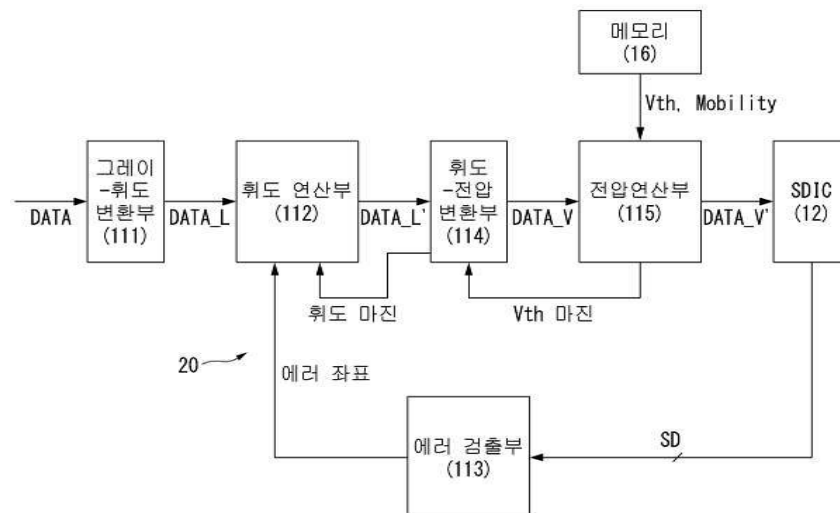 메모리
(16)
Vth, Mobility
그레이
-휘도
변환부
(111)
휘도 연산부
(112)
휘도
-전압
변환부
(114)
전압연산부
(115)
SDIC
(12)
DATA
DATA_L
DATA_L'
DATA_V
DATA_V'
휘도 마진
Vth 마진
20
에러 좌표
에러 검출부
(113)
SD